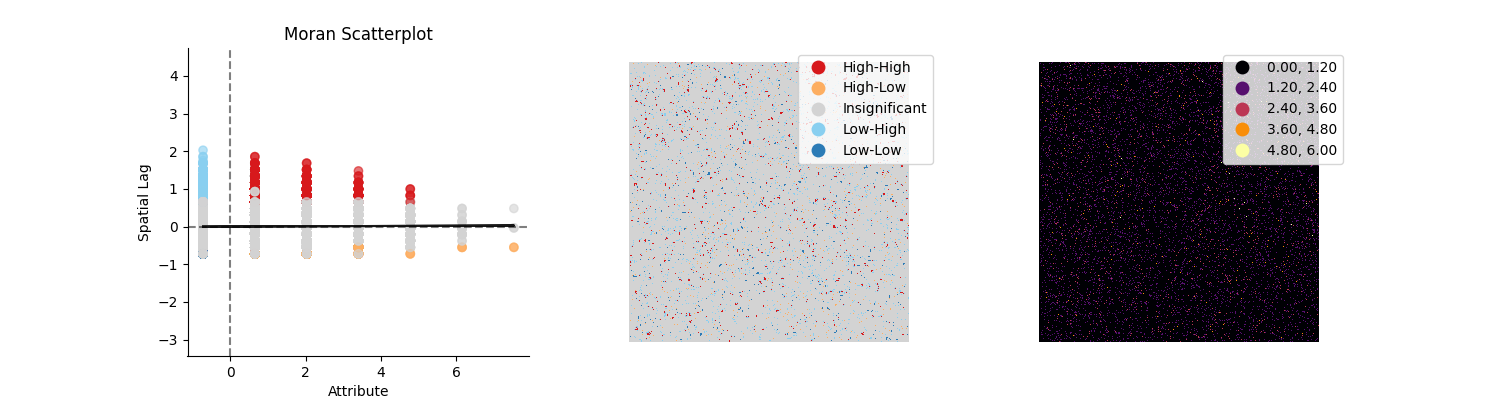 Moran Scatterplot
Spatial Lag
4
3
2
1
0
−1
−2
−3
0
2
4
6
Attribute
High-High
High-Low
Insignificant
Low-High
Low-Low
0.00, 1.20
1.20, 2.40
2.40, 3.60
3.60, 4.80
4.80, 6.00